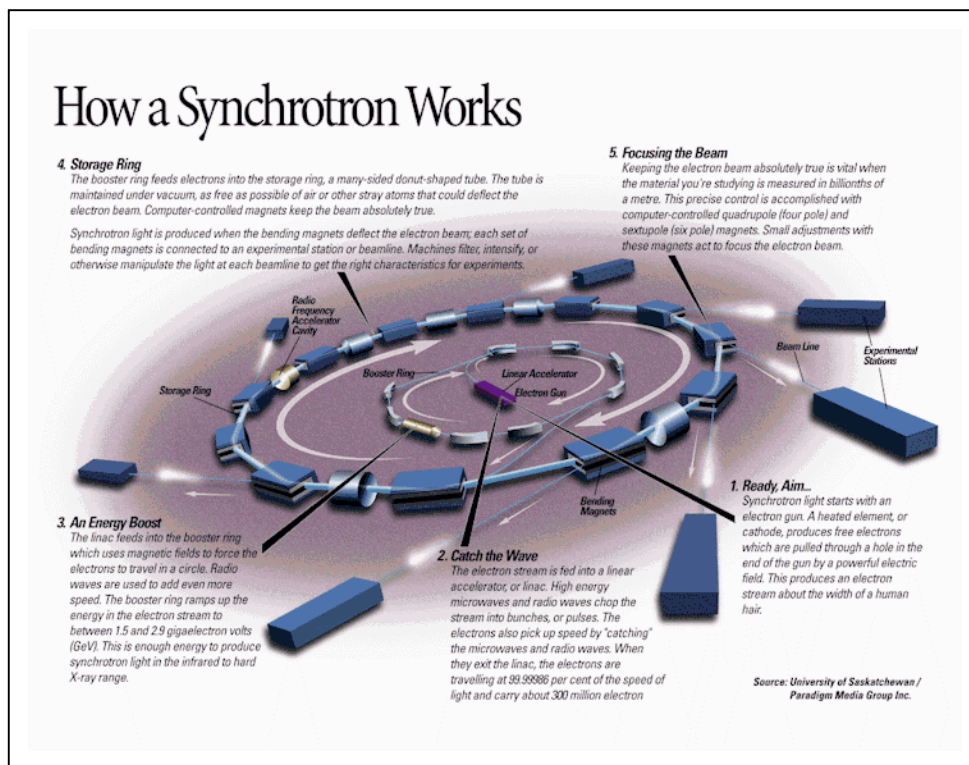 How a Synchrotron Works
4. Storage Ring
The booster ring feeds electrons into the storage ring, a many-sided donut-shaped tube. The tube is
maintained under vacuum, as free as possible of air or other stray atoms that could deflect the
electron beam. Computer-controlled magnets keep the beam absolutely true.
Synchrotron light is produced when the bending magnets deflect the electron beam; each set of
bending magnets is connected to an experimental station or beamline. Machines filter, intensify, or
otherwise manipulate the light at each beamline to get the right characteristics for experiments.
5. Focusing the Beam
Keeping the electron beam absolutely true is vital when
the material you're studying is measured in billionths of
a metre. This precise control is accomplished with
computer-controlled quadrupole (four pole) and
sextupole (six pole) magnets. Small adjustments with
these magnets act to focus the electron beam.
Radio
Frequency
Accelerator
Cavity
Storage Ring
Booster Ring
Linear Accelerator
Electron Gun
Beam Line
Experimental
Stations
Bending
Magnets
1. Ready, Aim...
Synchrotron light starts with an
electron gun. A heated element, or
cathode, produces free electrons
which are pulled through a hole in the
end of the gun by a powerful electric
field. This produces an electron
stream about the width of a human
hair.
2. Catch the Wave
The electron stream is fed into a linear
accelerator, or linac. High energy
microwaves and radio waves chop the
stream into bunches, or pulses. The
electrons also pick up speed by "catching"
the microwaves and radio waves. When
they exit the linac, the electrons are
travelling at 99.99986 per cent of the speed of
light and carry about 300 million electron
3. An Energy Boost
The linac feeds into the booster ring
which uses magnetic fields to force the
electrons to travel in a circle. Radio
waves are used to add even more
speed. The booster ring ramps up the
energy in the electron stream to
between 1.5 and 2.9 gigaelectron volts
(GeV). This is enough energy to produce
synchrotron light in the infrared to hard
X-ray range.
Source: University of Saskatchewan /
Paradigm Media Group Inc.